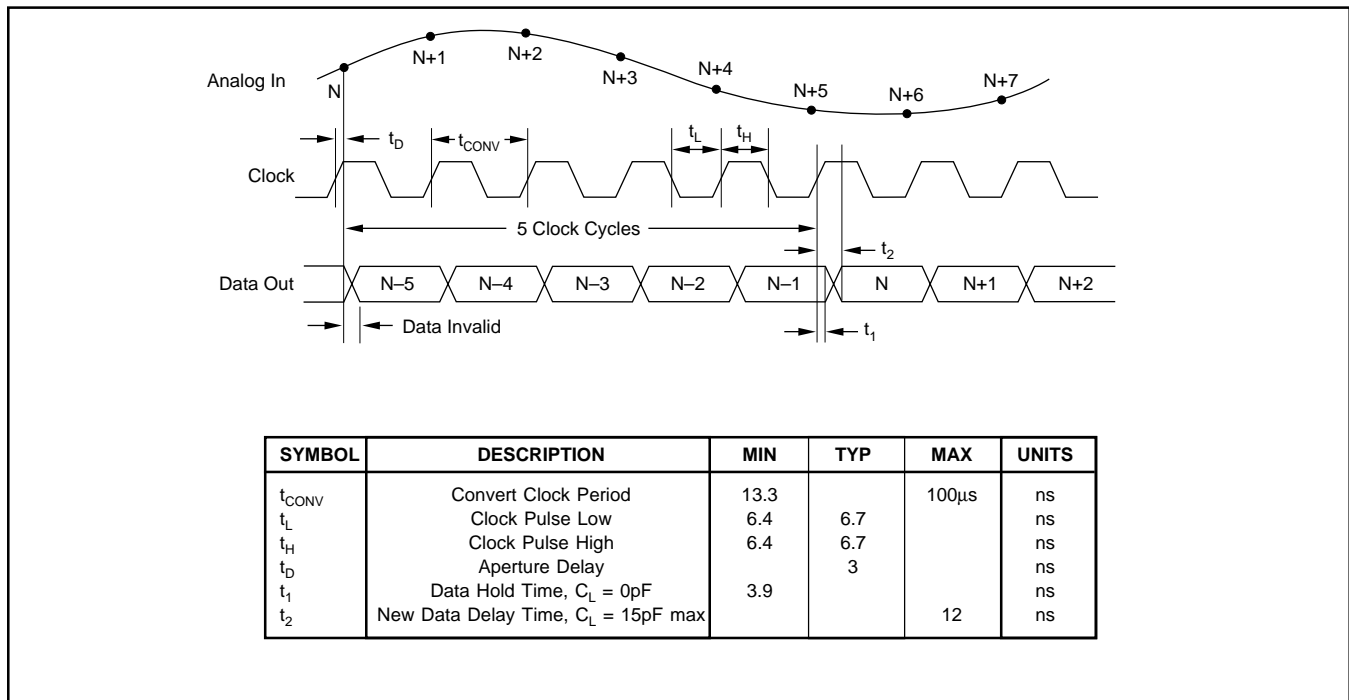 N+1
N+2
N+3
N+4
N+5
N+6
N+7
Analog In
N
tD
tCONV
tL
tH
Clock
5 Clock Cycles
t2
Data Out
N–5
N–4
N–3
N–2
N–1
N
N+1
N+2
Data Invalid
t1
SYMBOL DESCRIPTION MIN TYP MAX UNITS
tCONV Convert Clock Period 13.3 100μs ns
tL Clock Pulse Low 6.4 6.7 ns
tH Clock Pulse High 6.4 6.7 ns
tD Aperture Delay 3 ns
t1 Data Hold Time, CL = 0pF 3.9 ns
t2 New Data Delay Time, CL = 15pF max 12 ns